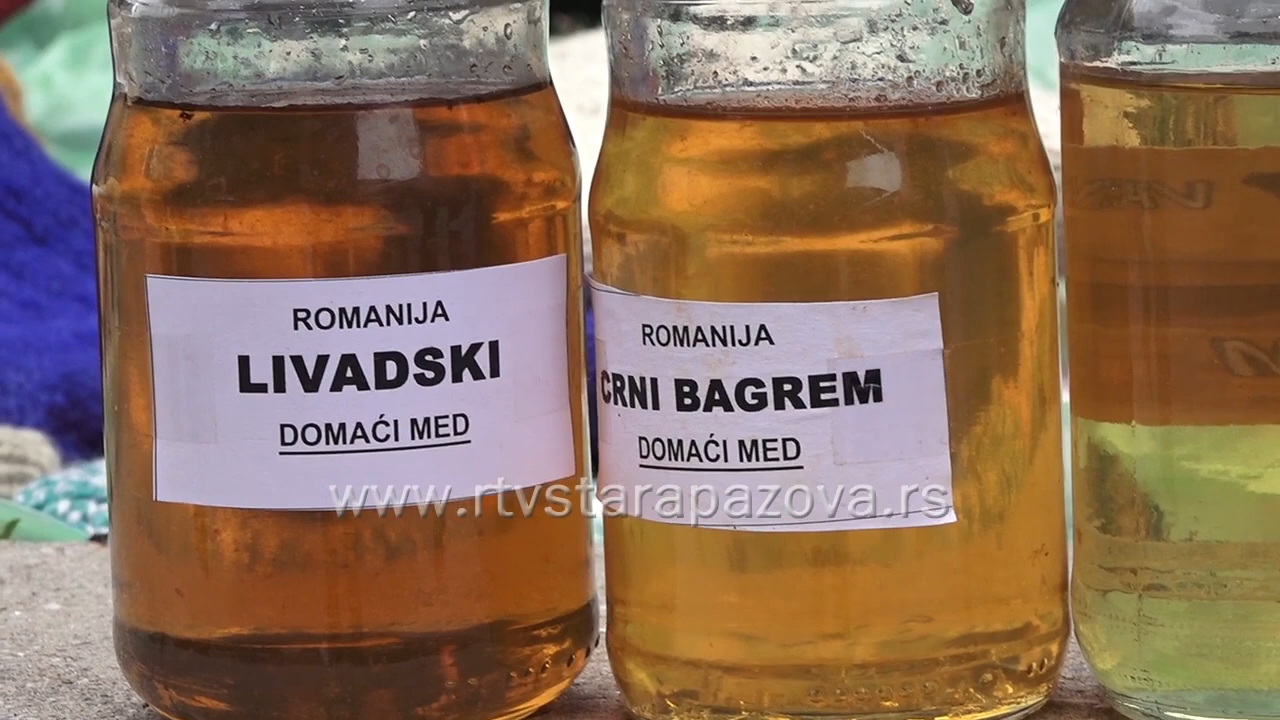 ROMANIJA
LIVADSKI
DOMAĆI MED
ROMANIJA
CRNI BAGREM
DOMAĆI MED
www.rtvstarapazova.rs